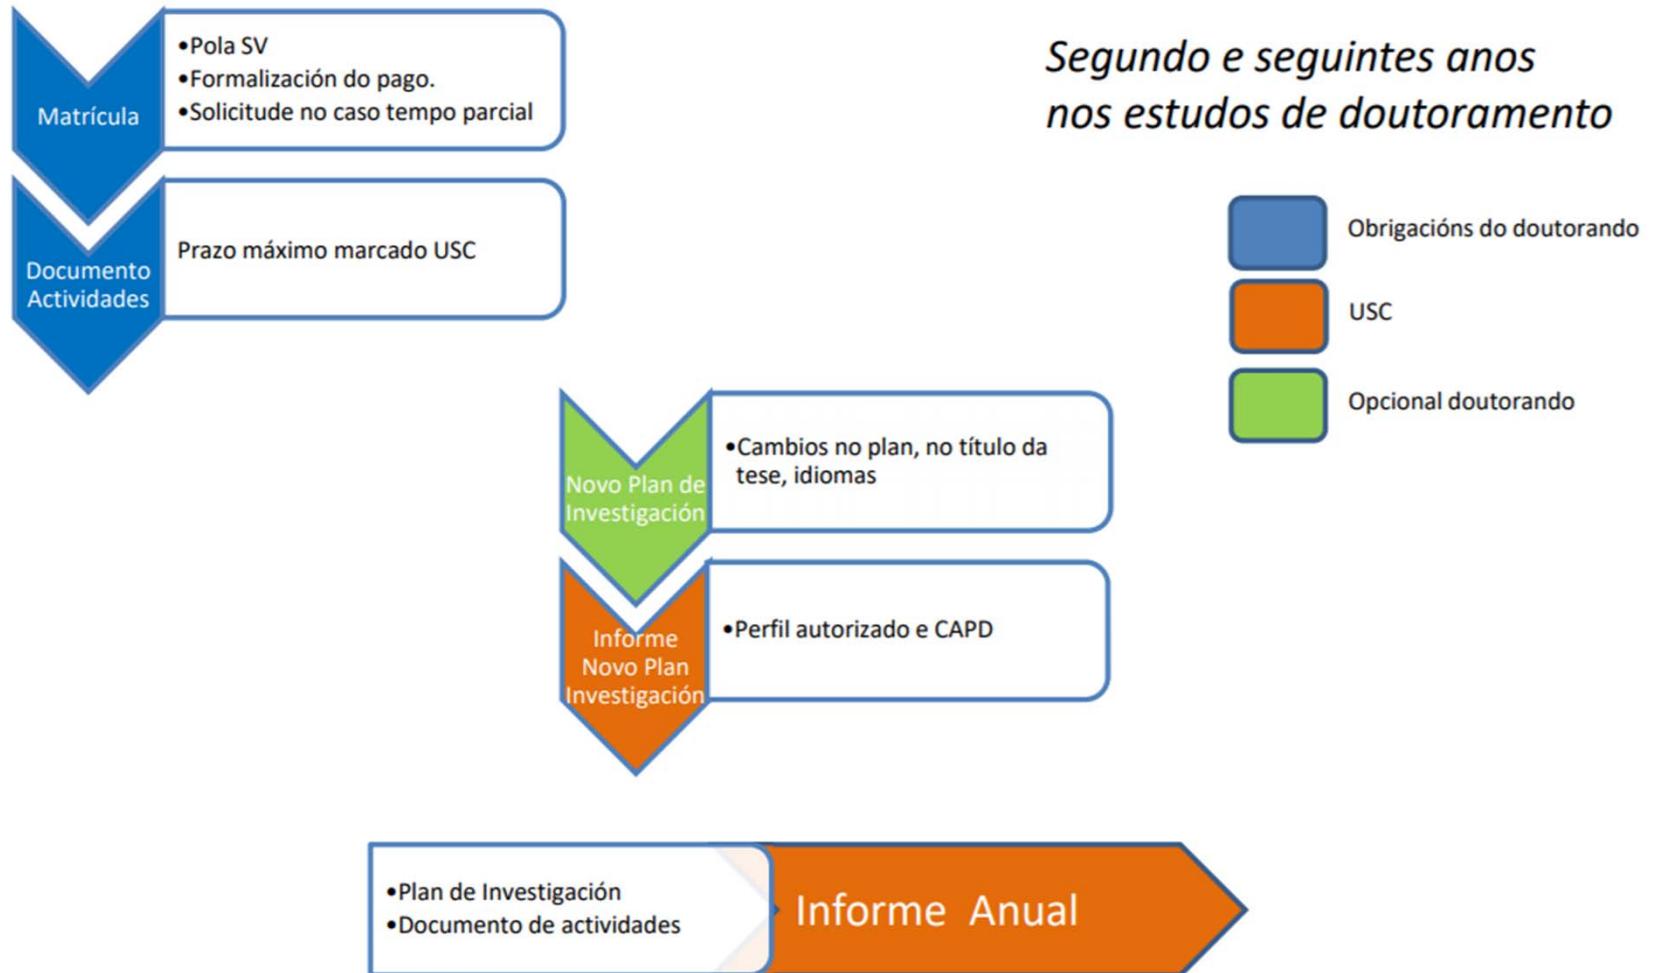 Segundo e seguintes anos
nos estudos de doutoramento
Matrícula
•Pola SV
•Formalización do pago.
•Solicitude no caso tempo parcial
Documento
Actividades
Prazo máximo marcado USC
Obrigacións do doutorando
USC
Opcional doutorando
Novo Plan de
Investigación
•Cambios no plan, no título da
tese, idiomas
Informe
Novo Plan
Investigación
•Perfil autorizado e CAPD
•Plan de Investigación
•Documento de actividades
Informe Anual